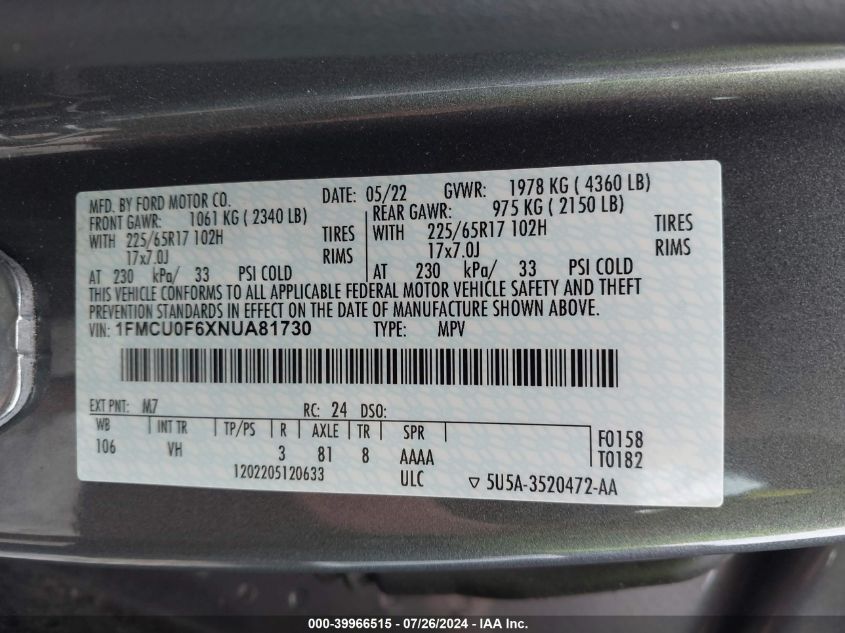 MFD. BY FORD MOTOR CO. DATE: 05/22 GVWR: 1978 KG ( 4360 LB)
FRONT GAWR: 1061 KG ( 2340 LB) REAR GAWR: 975 KG ( 2150 LB)
WITH 225/65R17 102H TIRES WITH 225/65R17 102H TIRES
17x7.0J RIMS 17x7.0J RIMS
AT 230 kPa/ 33 PSI COLD AT 230 kPa/ 33 PSI COLD
THIS VEHICLE CONFORMS TO ALL APPLICABLE FEDERAL MOTOR VEHICLE SAFETY AND THEFT
PREVENTION STANDARDS IN EFFECT ON THE DATE OF MANUFACTURE SHOWN ABOVE.
VIN: 1FMCU0F6XNUA81730 TYPE: MPV
EXT PNT: M7 RC: 24 DSO:
WB INT TR TP/PS R AXLE TR SPR F0158
106 VH 3 81 8 AAAA T0182
1202205120633 ULC ▽ 5U5A-3520472-AA
000-39966515 - 07/26/2024 - IAA Inc.